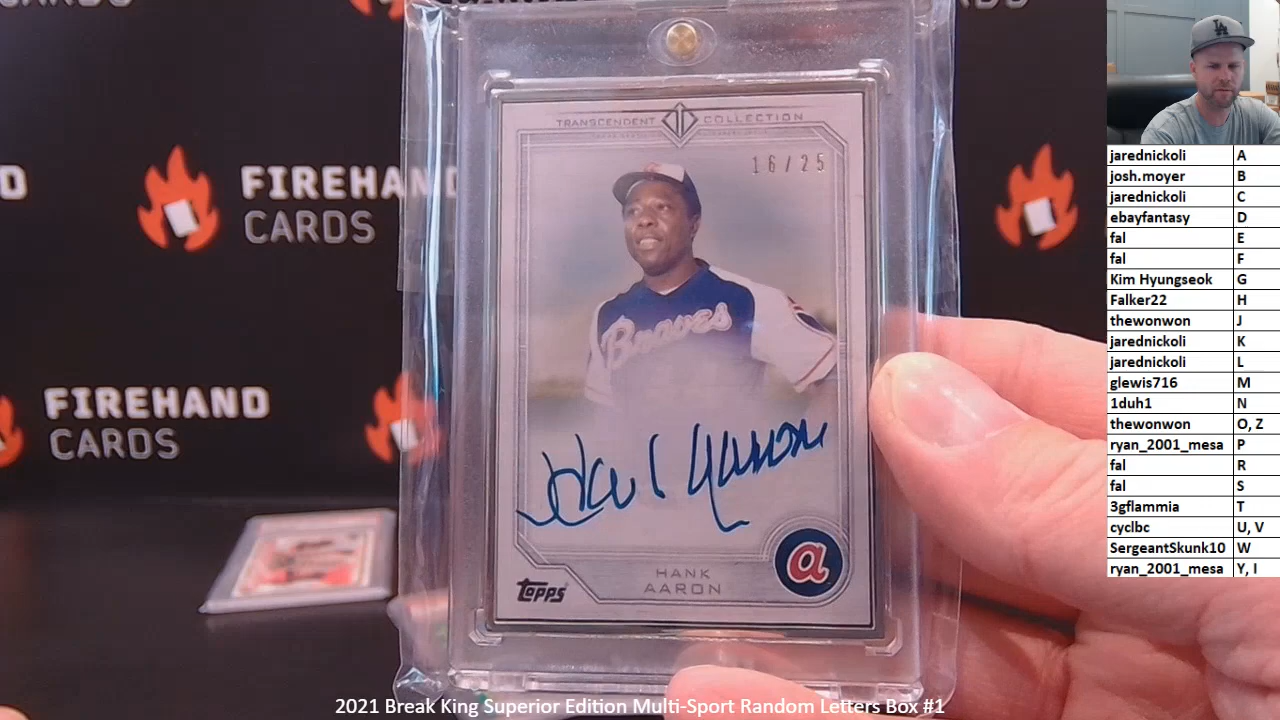 FIREHAND
CARDS
FIREHAND
CARDS
TRANSCENDENT COLLECTION
16/25
Braves
Hank Aaron
a
HANK
AARON
topps
LA
jarednickoli A
josh.moyer B
jarednickoli C
ebayfantasy D
fal E
fal F
Kim Hyungseok G
Falker22 H
thewonwon J
jarednickoli K
jarednickoli L
glewis716 M
1duh1 N
thewonwon O, Z
ryan_2001_mesa P
fal R
fal S
3gflammia T
cyclbc U, V
SergeantSkunk10 W
ryan_2001_mesa Y, I
2021 Break King Superior Edition Multi-Sport Random Letters Box #1